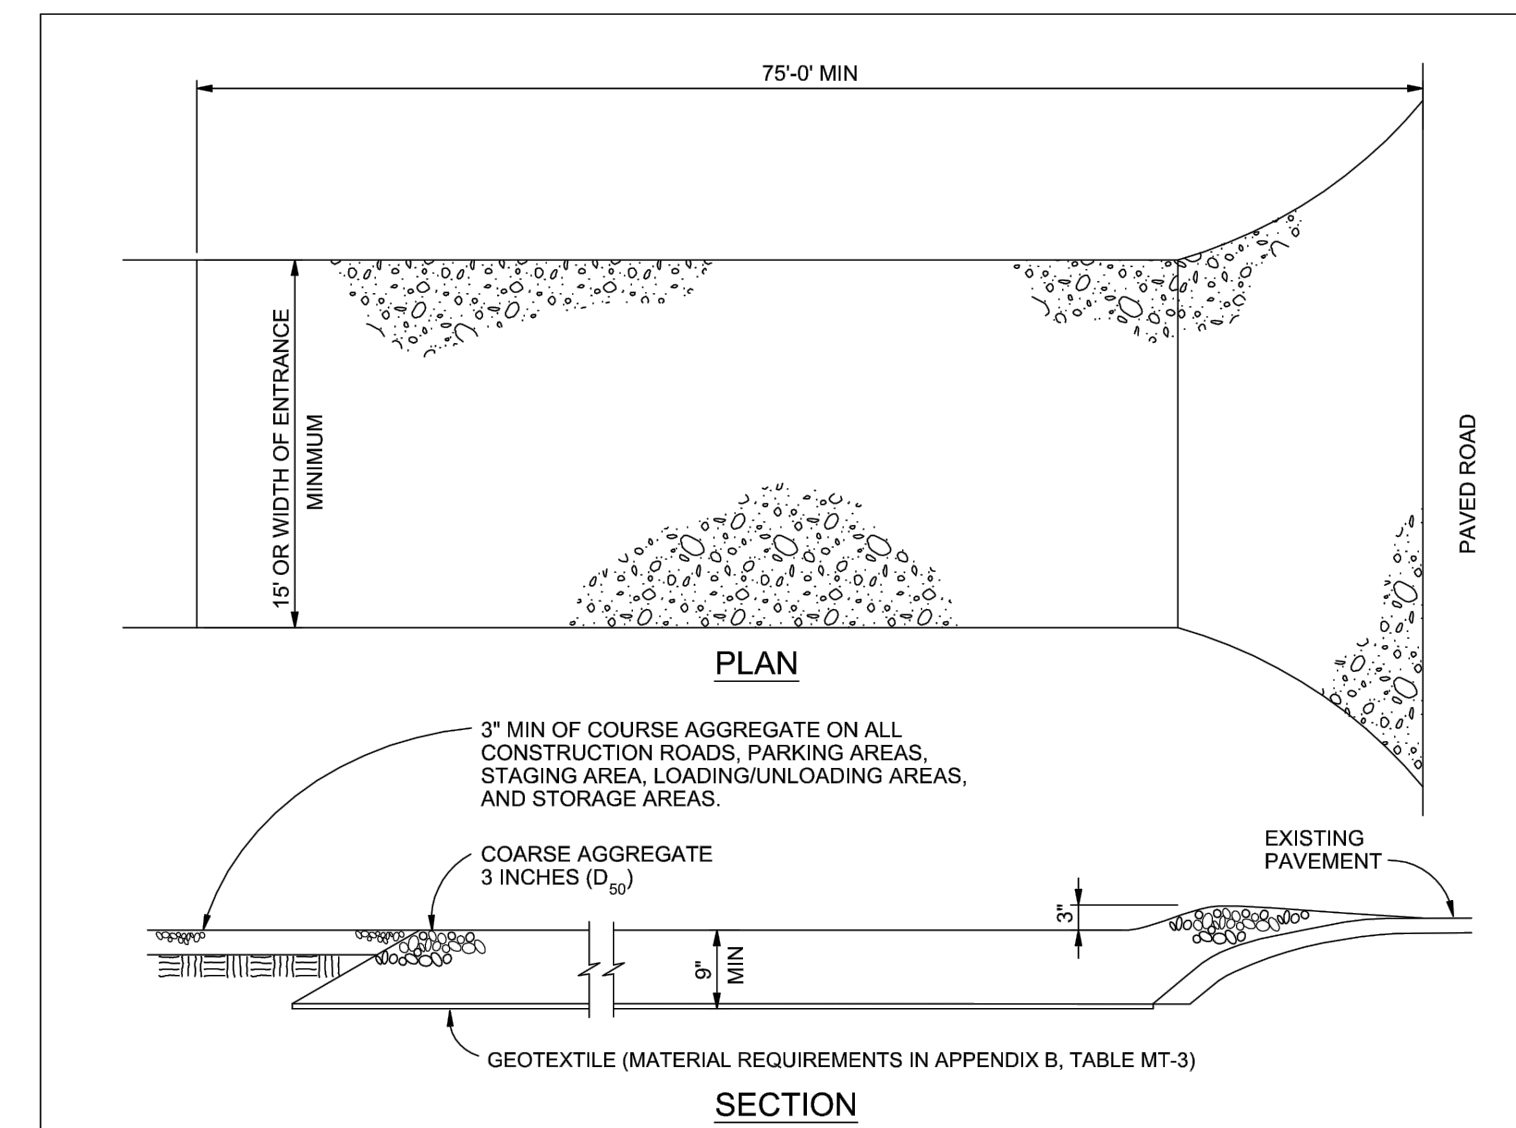 75'-0' MIN
15' OR WIDTH OF ENTRANCE
MINIMUM
PAVED ROAD
PLAN
3" MIN OF COURSE AGGREGATE ON ALL
CONSTRUCTION ROADS, PARKING AREAS,
STAGING AREA, LOADING/UNLOADING AREAS,
AND STORAGE AREAS.
COARSE AGGREGATE
3 INCHES (D50)
EXISTING
PAVEMENT
3"
9"
MIN
GEOTEXTILE (MATERIAL REQUIREMENTS IN APPENDIX B, TABLE MT-3)
SECTION